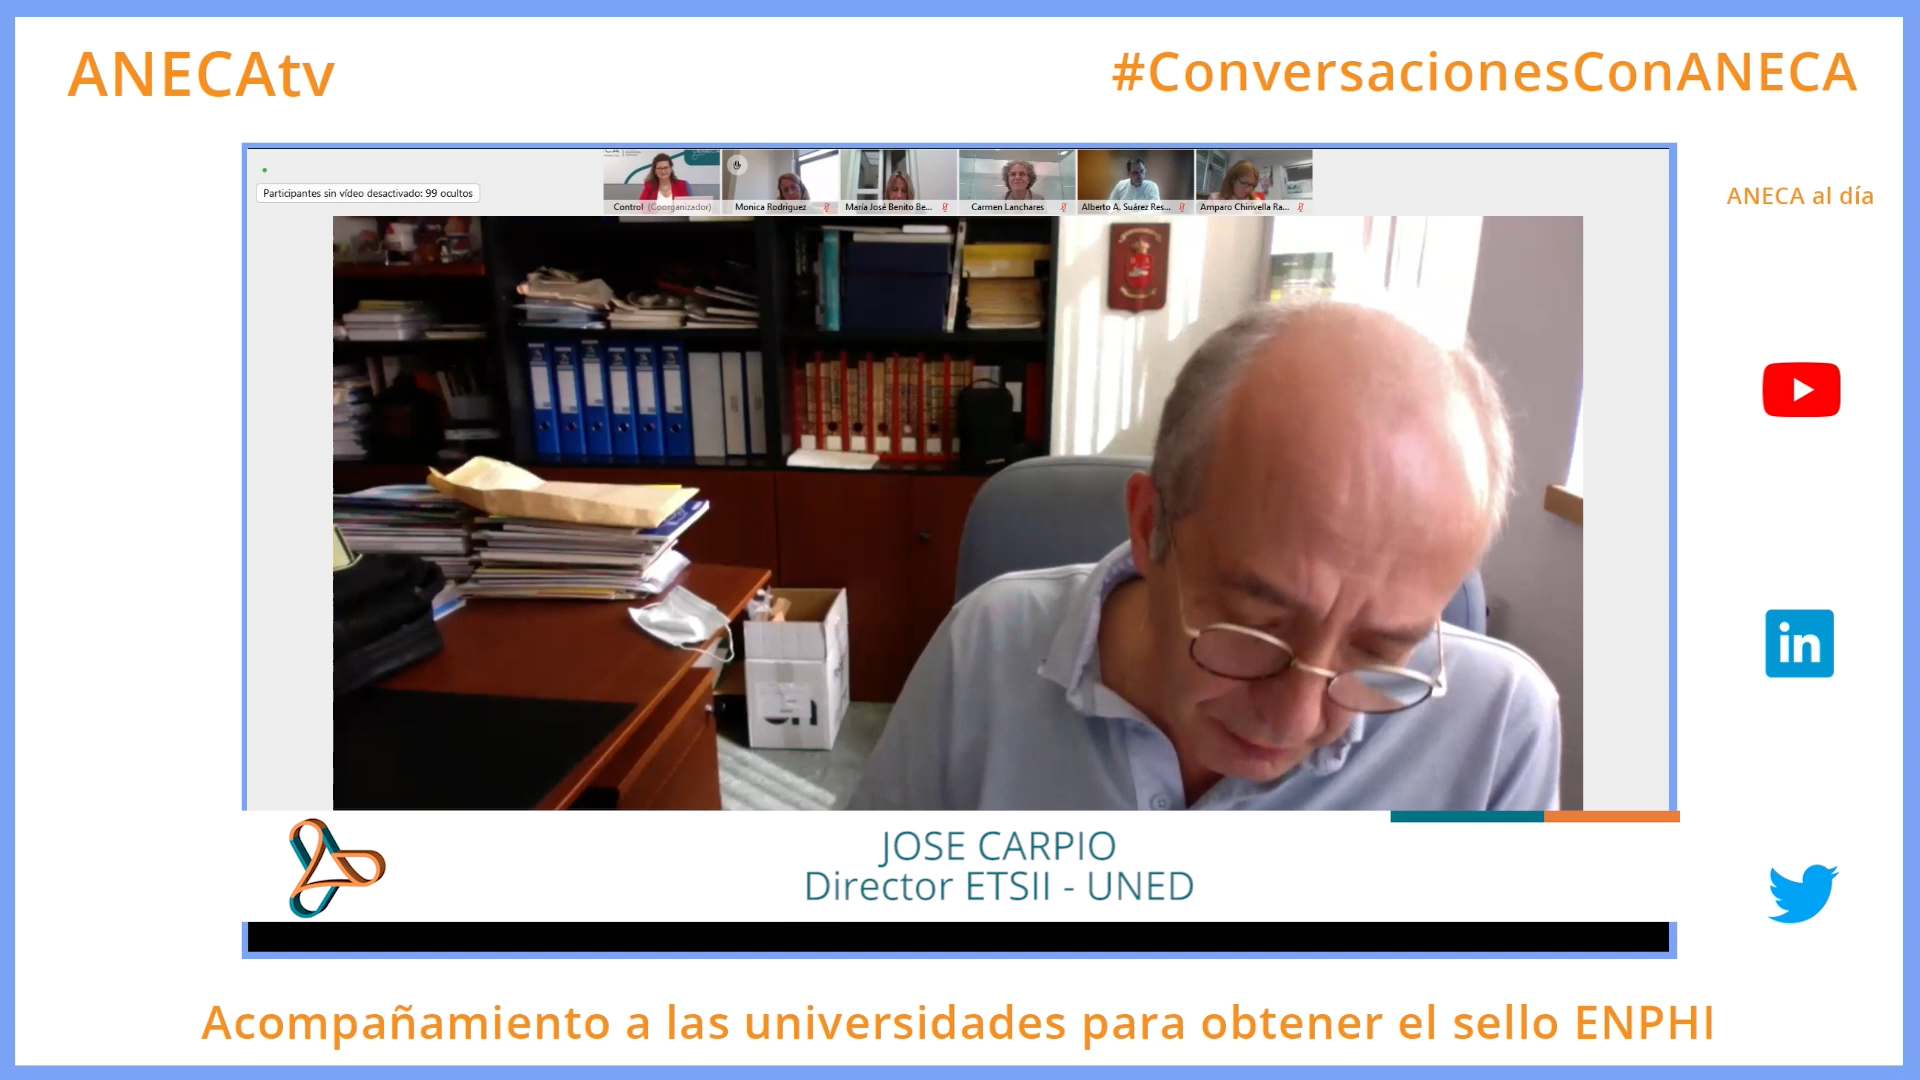 ANECAtv
#ConversacionesConANECA
ANECA al día
Participantes sin vídeo desactivado: 99 ocultos
Control (Coorganizador)
Monica Rodriguez
María José Benito Be...
Carmen Lanchares
Alberto A. Suárez Res...
Amparo Chirivella Ra...
in
JOSE CARPIO
Director ETSII - UNED
Acompañamiento a las universidades para obtener el sello ENPHI